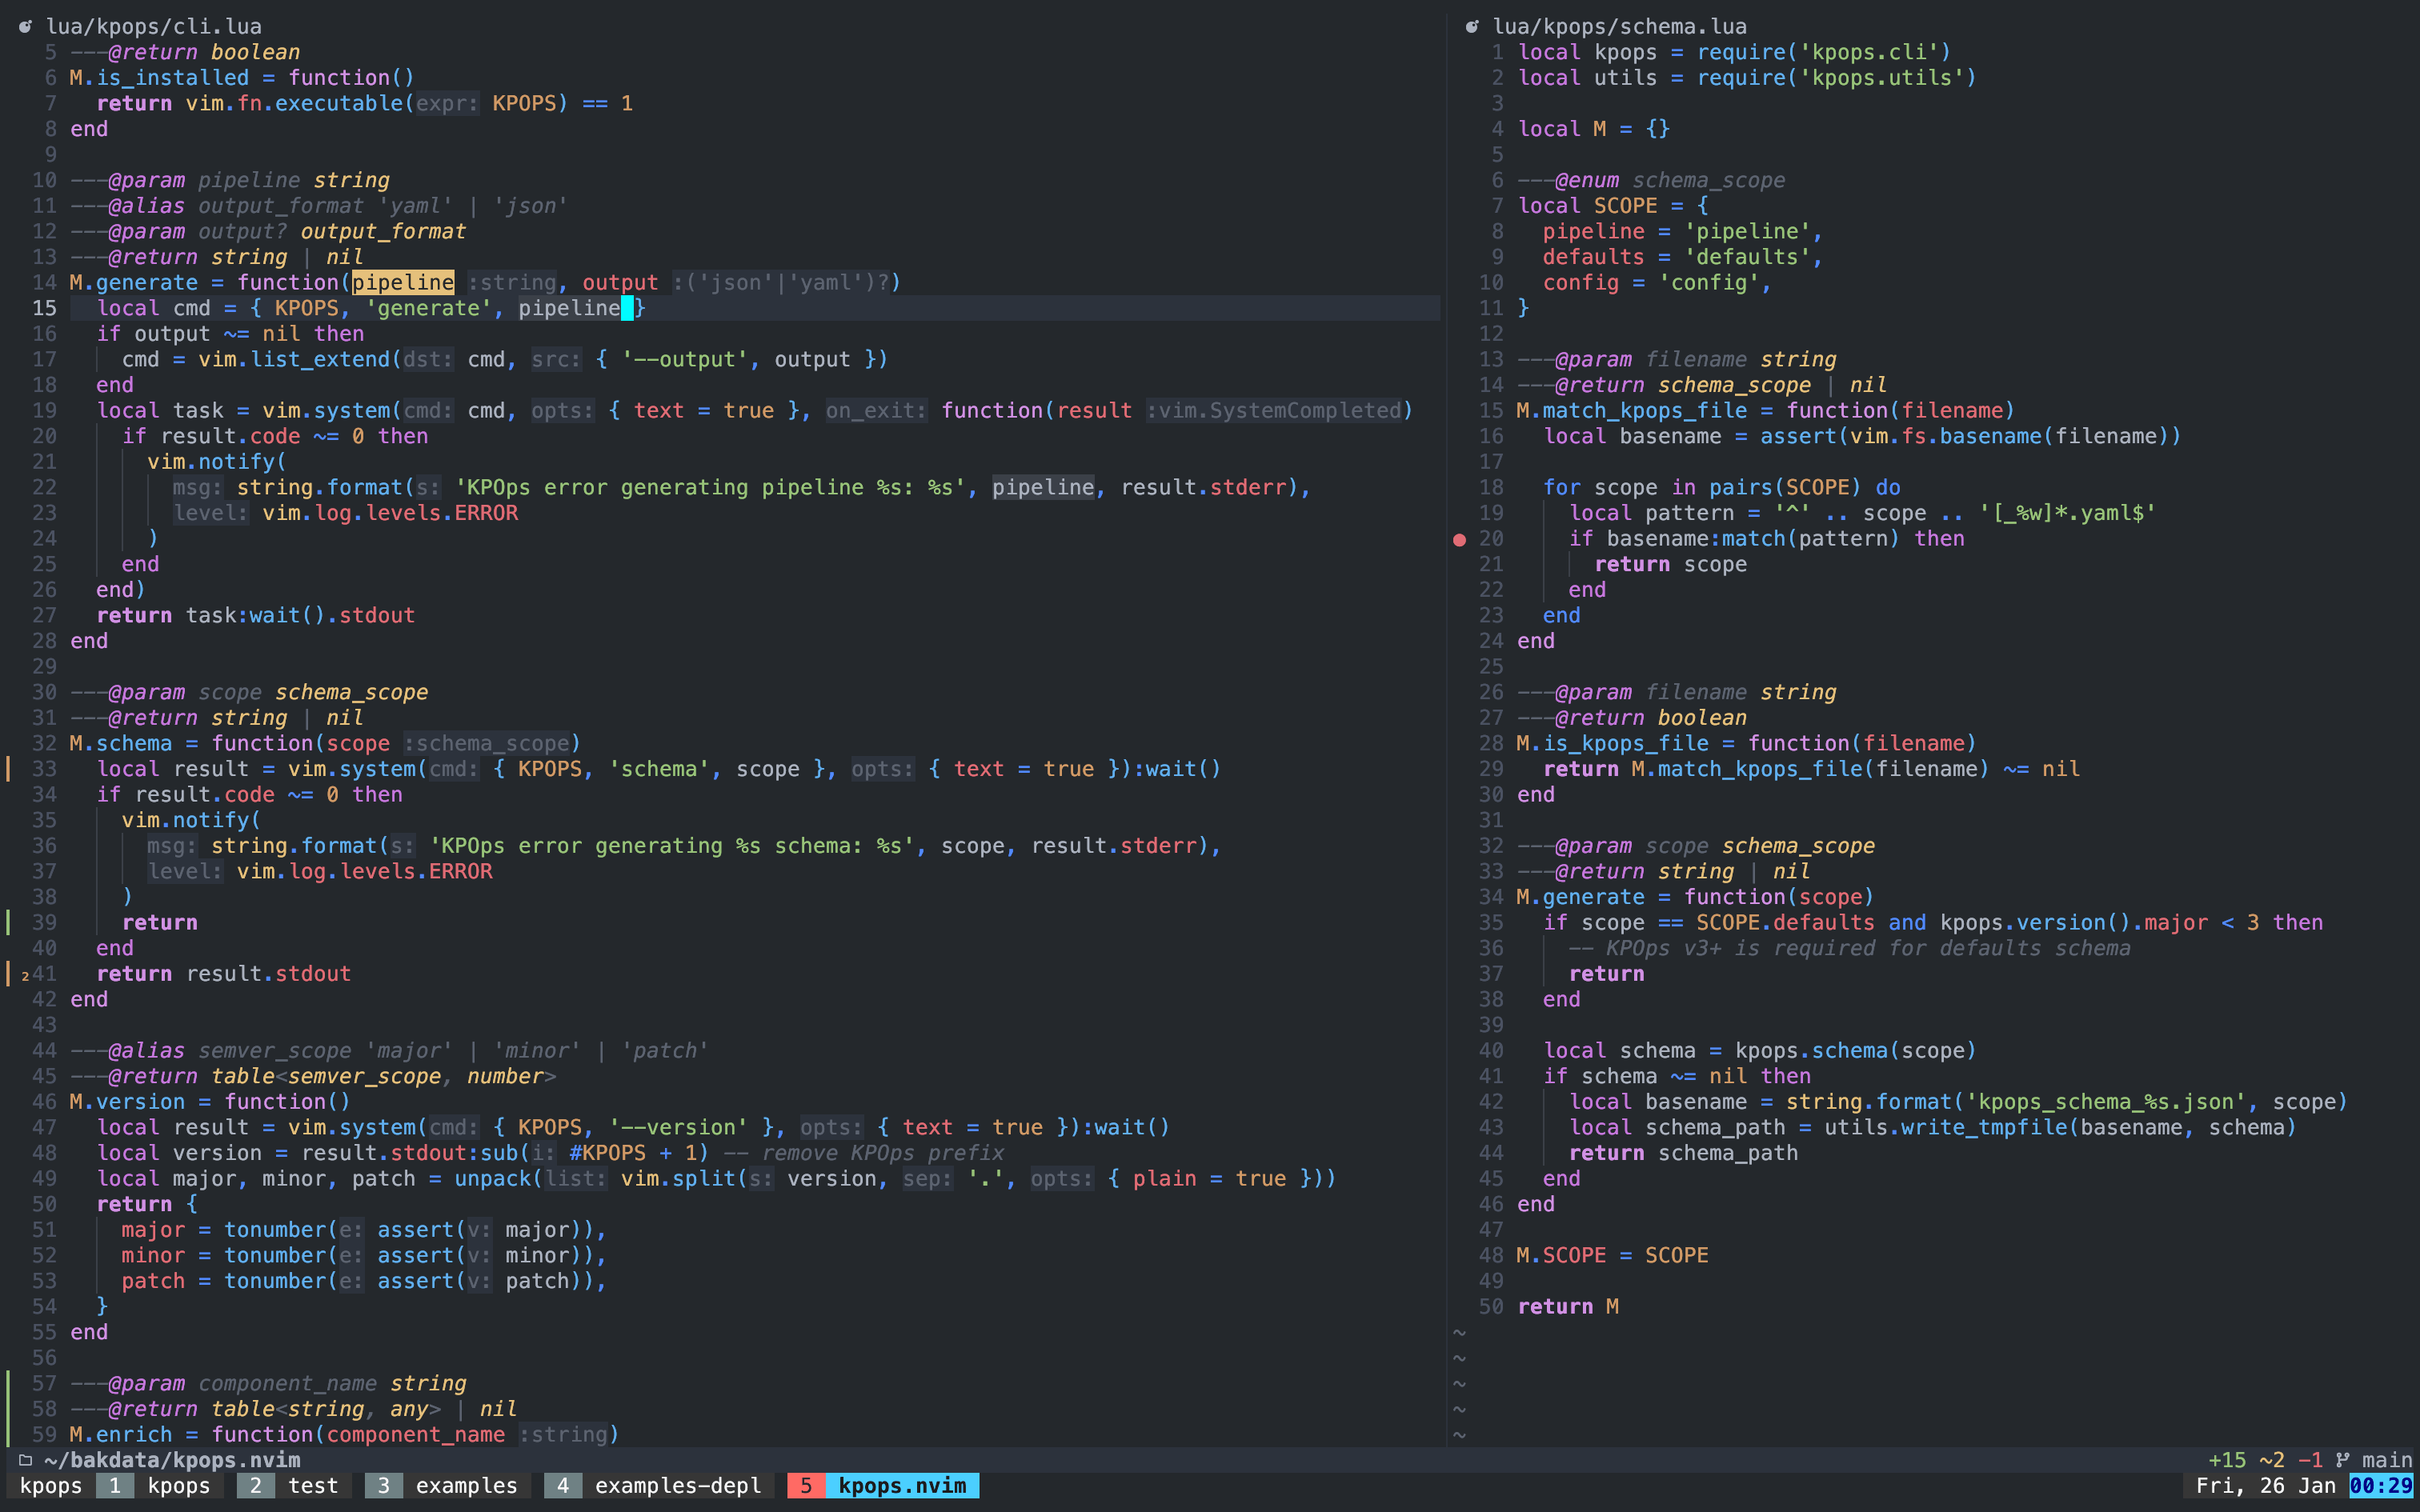 lua/kpops/cli.lua
5 ---@return boolean
6 M.is_installed = function()
7   return vim.fn.executable(expr: KPOPS) == 1
8 end
9
10 ---@param pipeline string
11 ---@alias output_format 'yaml' | 'json'
12 ---@param output? output_format
13 ---@return string | nil
14 M.generate = function(pipeline :string, output :('json'|'yaml')?)
15   local cmd = { KPOPS, 'generate', pipeline }
16   if output ~= nil then
17     cmd = vim.list_extend(dst: cmd, src: { '--output', output })
18   end
19   local task = vim.system(cmd: cmd, opts: { text = true }, on_exit: function(result :vim.SystemCompleted)
20     if result.code ~= 0 then
21       vim.notify(
22         msg: string.format(s: 'KPOps error generating pipeline %s: %s', pipeline, result.stderr),
23         level: vim.log.levels.ERROR
24       )
25     end
26   end)
27   return task:wait().stdout
28 end
29
30 ---@param scope schema_scope
31 ---@return string | nil
32 M.schema = function(scope :schema_scope)
33   local result = vim.system(cmd: { KPOPS, 'schema', scope }, opts: { text = true }):wait()
34   if result.code ~= 0 then
35     vim.notify(
36       msg: string.format(s: 'KPOps error generating %s schema: %s', scope, result.stderr),
37       level: vim.log.levels.ERROR
38     )
39     return
40   end
2 41   return result.stdout
42 end
43
44 ---@alias semver_scope 'major' | 'minor' | 'patch'
45 ---@return table<semver_scope, number>
46 M.version = function()
47   local result = vim.system(cmd: { KPOPS, '--version' }, opts: { text = true }):wait()
48   local version = result.stdout:sub(i: #KPOPS + 1) -- remove KPOps prefix
49   local major, minor, patch = unpack(list: vim.split(s: version, sep: '.', opts: { plain = true }))
50   return {
51     major = tonumber(e: assert(v: major)),
52     minor = tonumber(e: assert(v: minor)),
53     patch = tonumber(e: assert(v: patch)),
54   }
55 end
56
57 ---@param component_name string
58 ---@return table<string, any> | nil
59 M.enrich = function(component_name :string)
lua/kpops/schema.lua
1 local kpops = require('kpops.cli')
2 local utils = require('kpops.utils')
3
4 local M = {}
5
6 ---@enum schema_scope
7 local SCOPE = {
8   pipeline = 'pipeline',
9   defaults = 'defaults',
10   config = 'config',
11 }
12
13 ---@param filename string
14 ---@return schema_scope | nil
15 M.match_kpops_file = function(filename)
16   local basename = assert(vim.fs.basename(filename))
17
18   for scope in pairs(SCOPE) do
19     local pattern = '^' .. scope .. '[_%w]*.yaml$'
20     if basename:match(pattern) then
21       return scope
22     end
23   end
24 end
25
26 ---@param filename string
27 ---@return boolean
28 M.is_kpops_file = function(filename)
29   return M.match_kpops_file(filename) ~= nil
30 end
31
32 ---@param scope schema_scope
33 ---@return string | nil
34 M.generate = function(scope)
35   if scope == SCOPE.defaults and kpops.version().major < 3 then
36     -- KPOps v3+ is required for defaults schema
37     return
38   end
39
40   local schema = kpops.schema(scope)
41   if schema ~= nil then
42     local basename = string.format('kpops_schema_%s.json', scope)
43     local schema_path = utils.write_tmpfile(basename, schema)
44     return schema_path
45   end
46 end
47
48 M.SCOPE = SCOPE
49
50 return M
~
~
~
~
~
~/bakdata/kpops.nvim +15 ~2 -1 main
kpops 1 kpops 2 test 3 examples 4 examples-depl 5 kpops.nvim Fri, 26 Jan 00:29